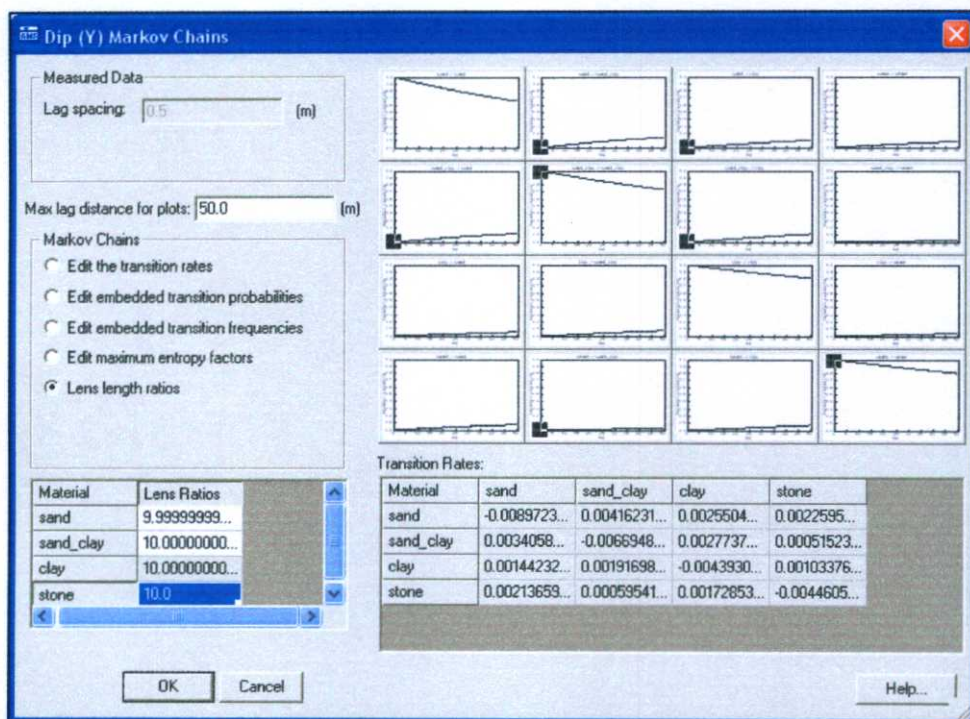 Dip (Y) Markov Chains
Measured Data
Lag spacing: 0.5 (m)
Max lag distance for plots: 50.0 (m)
Markov Chains
Edit the transition rates
Edit embedded transition probabilities
Edit embedded transition frequencies
Edit maximum entropy factors
Lens length ratios
Material Lens Ratios
sand 9.99999999...
sand_clay 10.00000000...
clay 10.00000000...
stone 10.0
Transition Rates:
Material sand sand_clay clay stone
sand -0.0089723... 0.00416231... 0.0025504... 0.0022595...
sand_clay 0.0034058... -0.0066948... 0.0027737... 0.00051523...
clay 0.00144232... 0.00191698... -0.0043930... 0.00103376...
stone 0.00213659... 0.00059541... 0.00172853... -0.0044605...
OK Cancel Help...